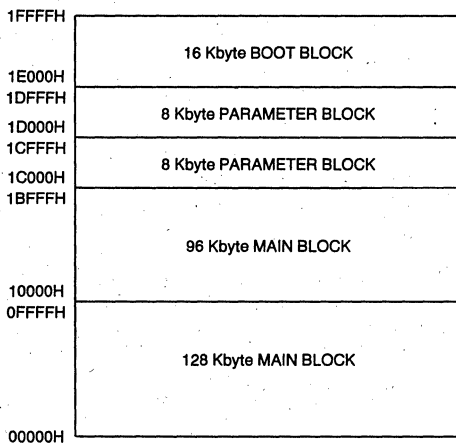 1FFFFH
16 Kbyte BOOT BLOCK
1E000H
1DFFFH
8 Kbyte PARAMETER BLOCK
1D000H
1CFFFH
8 Kbyte PARAMETER BLOCK
1C000H
1BFFFH
96 Kbyte MAIN BLOCK
10000H
0FFFFH
128 Kbyte MAIN BLOCK
00000H